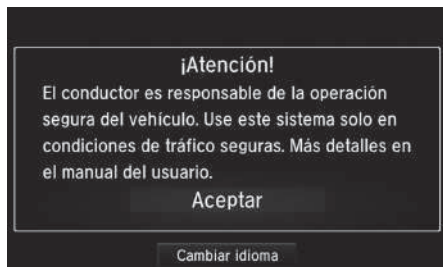 ¡Atención!
El conductor es responsable de la operación
segura del vehículo. Use este sistema solo en
condiciones de tráfico seguras. Más detalles en
el manual del usuario.
Aceptar
Cambiar idioma